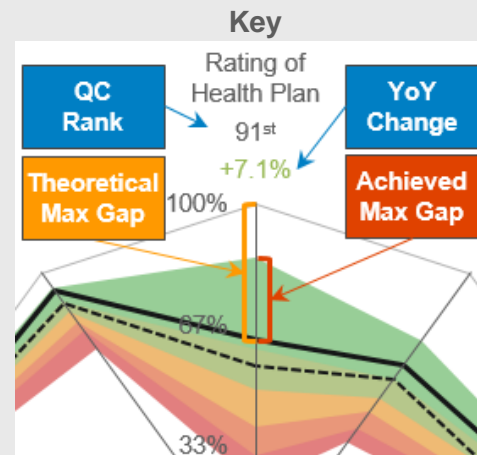 Key
QC
Rank
Rating of
Health Plan
91st
+7.1%
YoY
Change
Theoretical
Max Gap
Achieved
Max Gap
100%
67%
33%